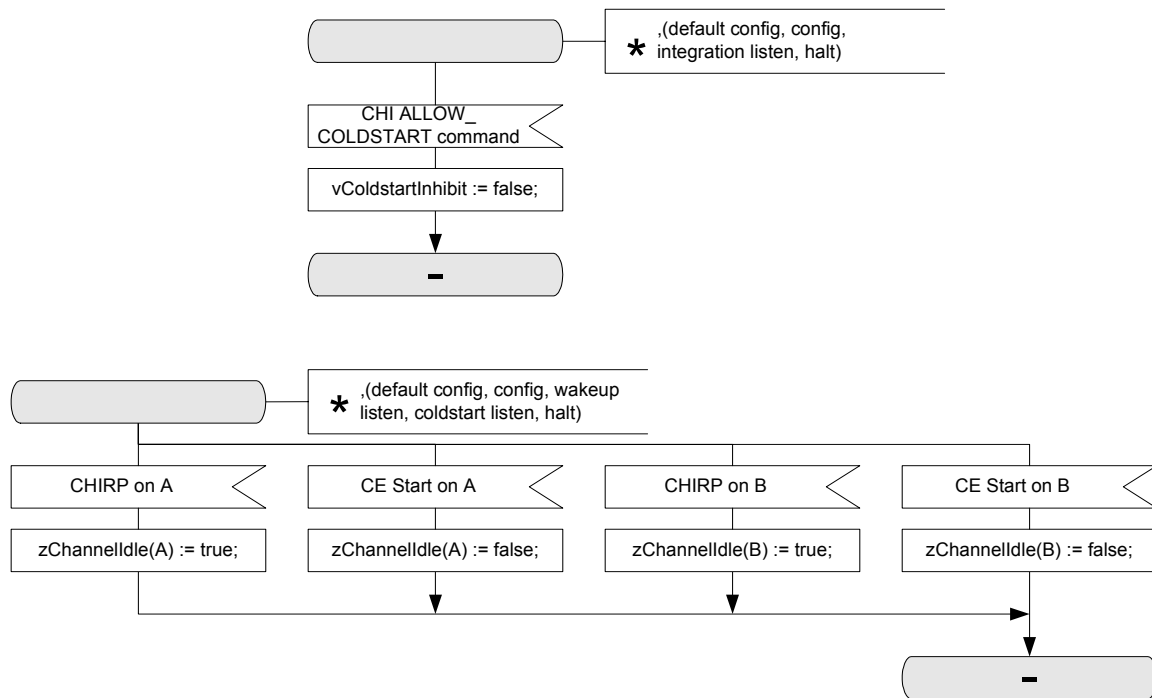 * ,(default config, config,
integration listen, halt)
CHI ALLOW_
COLDSTART command
vColdstartInhibit := false;
-
* ,(default config, config, wakeup
listen, coldstart listen, halt)
CHIRP on A
CE Start on A
CHIRP on B
CE Start on B
zChannelIdle(A) := true;
zChannelIdle(A) := false;
zChannelIdle(B) := true;
zChannelIdle(B) := false;
-